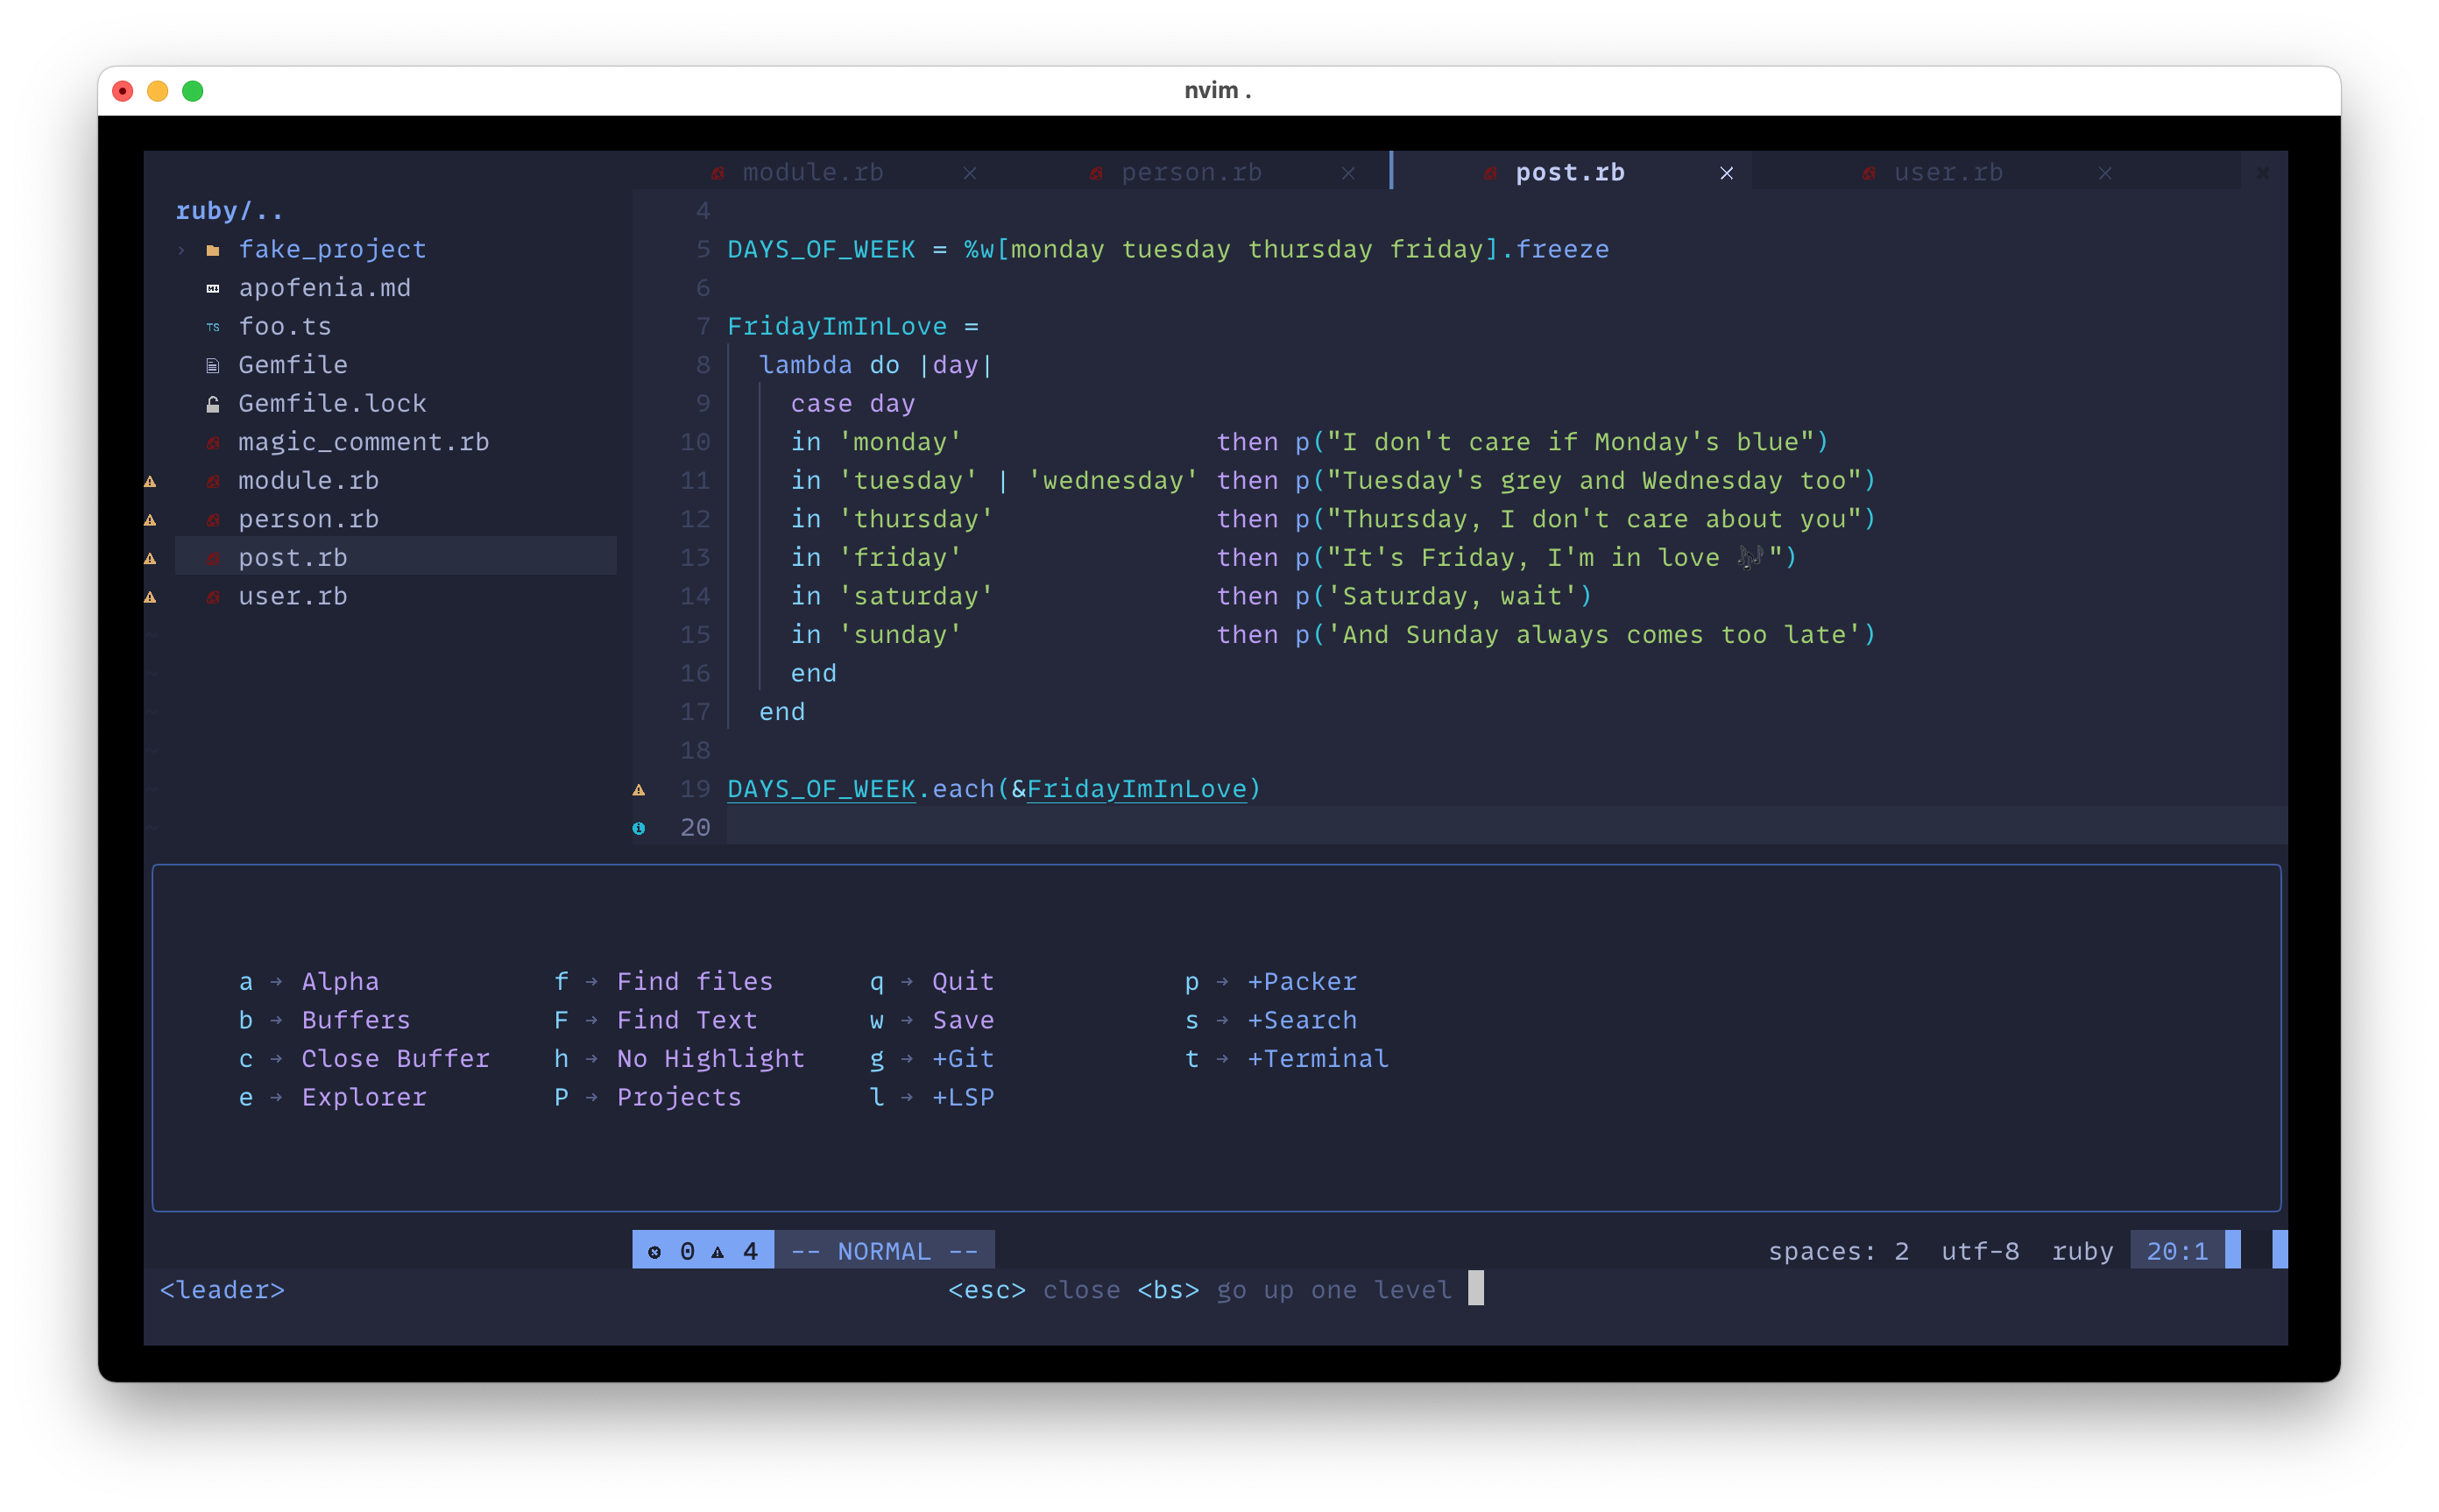 nvim .
module.rb × person.rb × post.rb × user.rb ×
ruby/..
fake_project
apofenia.md
foo.ts
Gemfile
Gemfile.lock
magic_comment.rb
module.rb
person.rb
post.rb
user.rb
4
5 DAYS_OF_WEEK = %w[monday tuesday thursday friday].freeze
6
7 FridayImInLove =
8 lambda do |day|
9 case day
10 in 'monday' then p("I don't care if Monday's blue")
11 in 'tuesday' | 'wednesday' then p("Tuesday's grey and Wednesday too")
12 in 'thursday' then p("Thursday, I don't care about you")
13 in 'friday' then p("It's Friday, I'm in love 🎶")
14 in 'saturday' then p('Saturday, wait')
15 in 'sunday' then p('And Sunday always comes too late')
16 end
17 end
18
19 DAYS_OF_WEEK.each(&FridayImInLove)
20
a → Alpha f → Find files q → Quit p → +Packer
b → Buffers F → Find Text w → Save s → +Search
c → Close Buffer h → No Highlight g → +Git t → +Terminal
e → Explorer P → Projects l → +LSP
0 4 -- NORMAL -- spaces: 2 utf-8 ruby 20:1
<leader> <esc> close <bs> go up one level